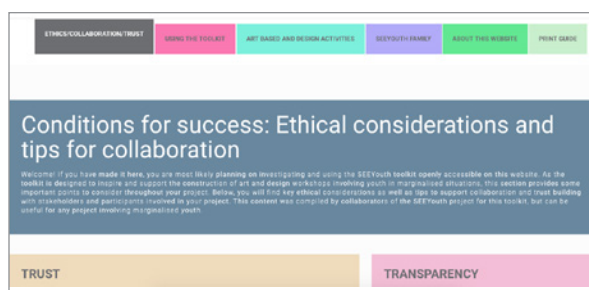 ETHICS/COLLABORATION/TRUST
USING THE TOOLKIT
ART BASED AND DESIGN ACTIVITIES
SEEYOUTH FAMILY
ABOUT THIS WEBSITE
PRINT GUIDE
Conditions for success: Ethical considerations and
tips for collaboration
Welcome! If you have made it here, you are most likely planning on investigating and using the SEEYouth toolkit openly accessible on this website. As the
toolkit is designed to inspire and support the construction of art and design workshops involving youth in marginalised situations, this section provides some
important points to consider throughout your project. Below, you will find key ethical considerations as well as tips to support collaboration and trust building
with stakeholders and participants involved in your project. This content was compiled by collaborators of the SEEYouth project for this toolkit, but can be
useful for any project involving marginalised youth.
TRUST
TRANSPARENCY